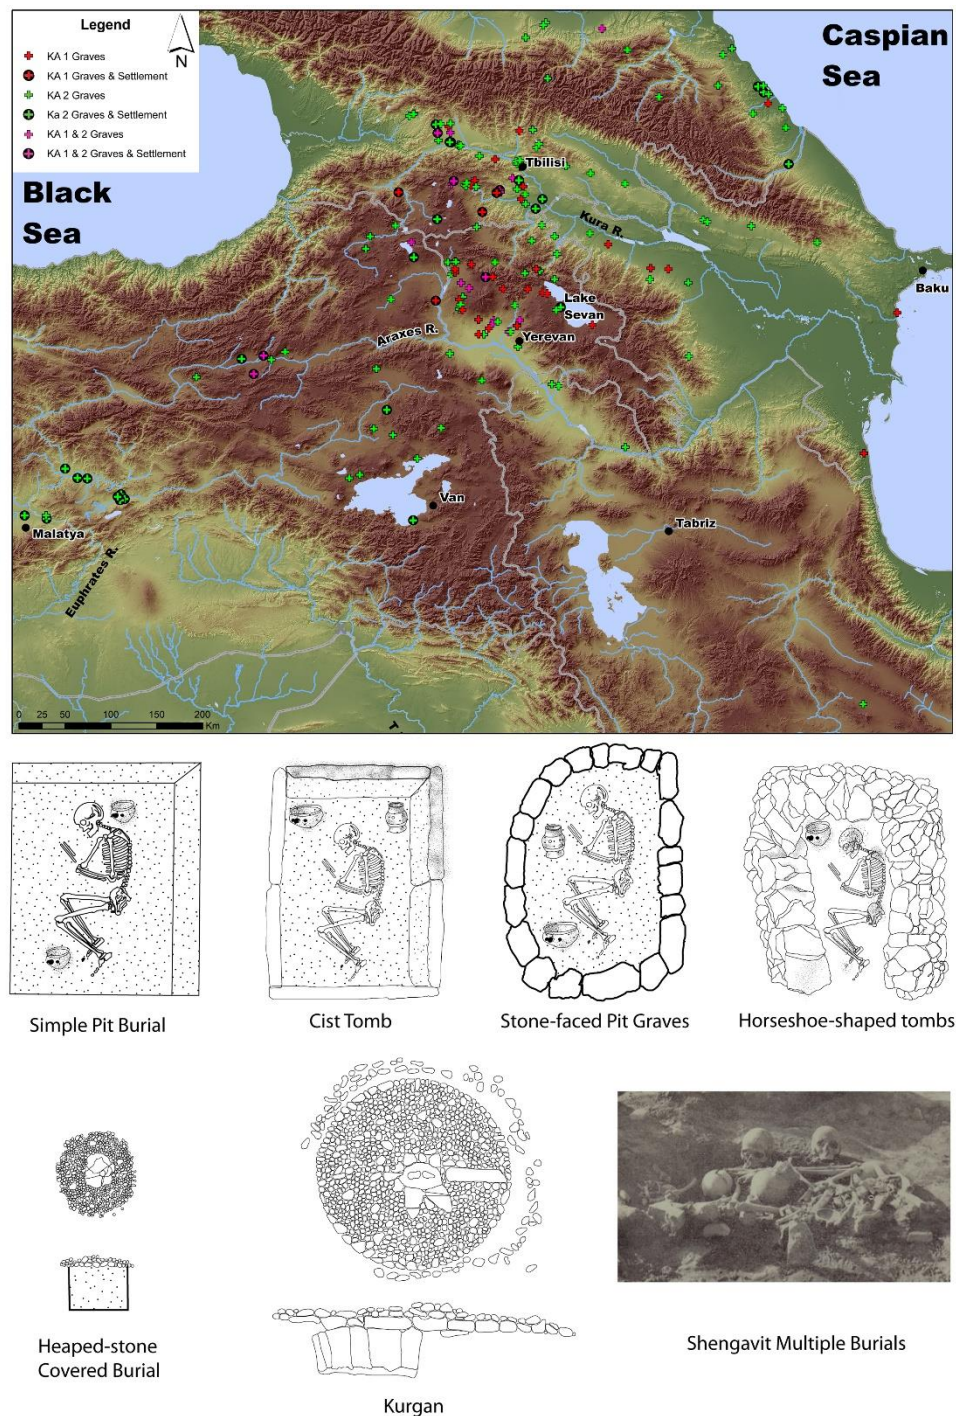 Legend
N
KA 1 Graves
KA 1 Graves & Settlement
KA 2 Graves
Ka 2 Graves & Settlement
KA 1 & 2 Graves
KA 1 & 2 Graves & Settlement
Caspian
Sea
Black
Sea
Tbilisi
Kura R.
Baku
Lake
Sevan
Araxes R.
Yerevan
Van
Malatya
Tabriz
Euphrates R.
0 25 50 100 150 200
Km
T
Simple Pit Burial
Cist Tomb
Stone-faced Pit Graves
Horseshoe-shaped tombs
Heaped-stone
Covered Burial
Kurgan
Shengavit Multiple Burials